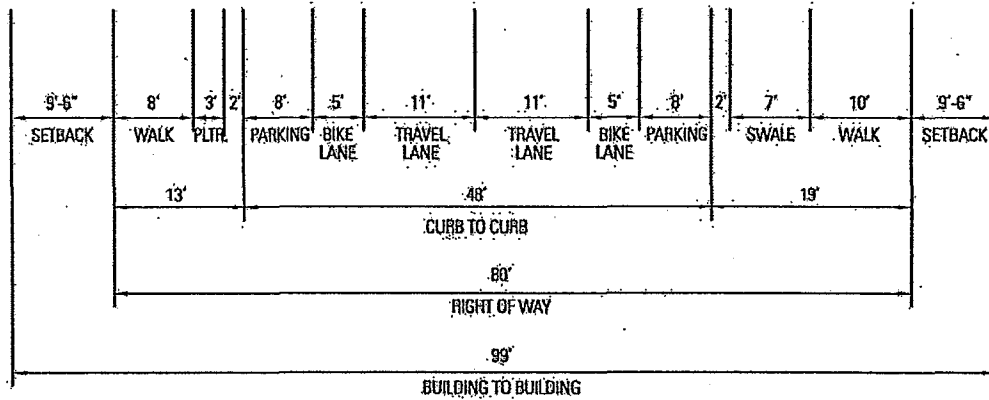 9'-6" 8' 3' 2' 8' 5' 11' 11' 5' 8' 2' 7' 10' 9'-6"
SETBACK WALK PLTR. PARKING BIKE LANE TRAVEL LANE TRAVEL LANE BIKE LANE PARKING SWALE WALK SETBACK
13' 48' 19'
CURB TO CURB
80'
RIGHT OF WAY
99'
BUILDING TO BUILDING